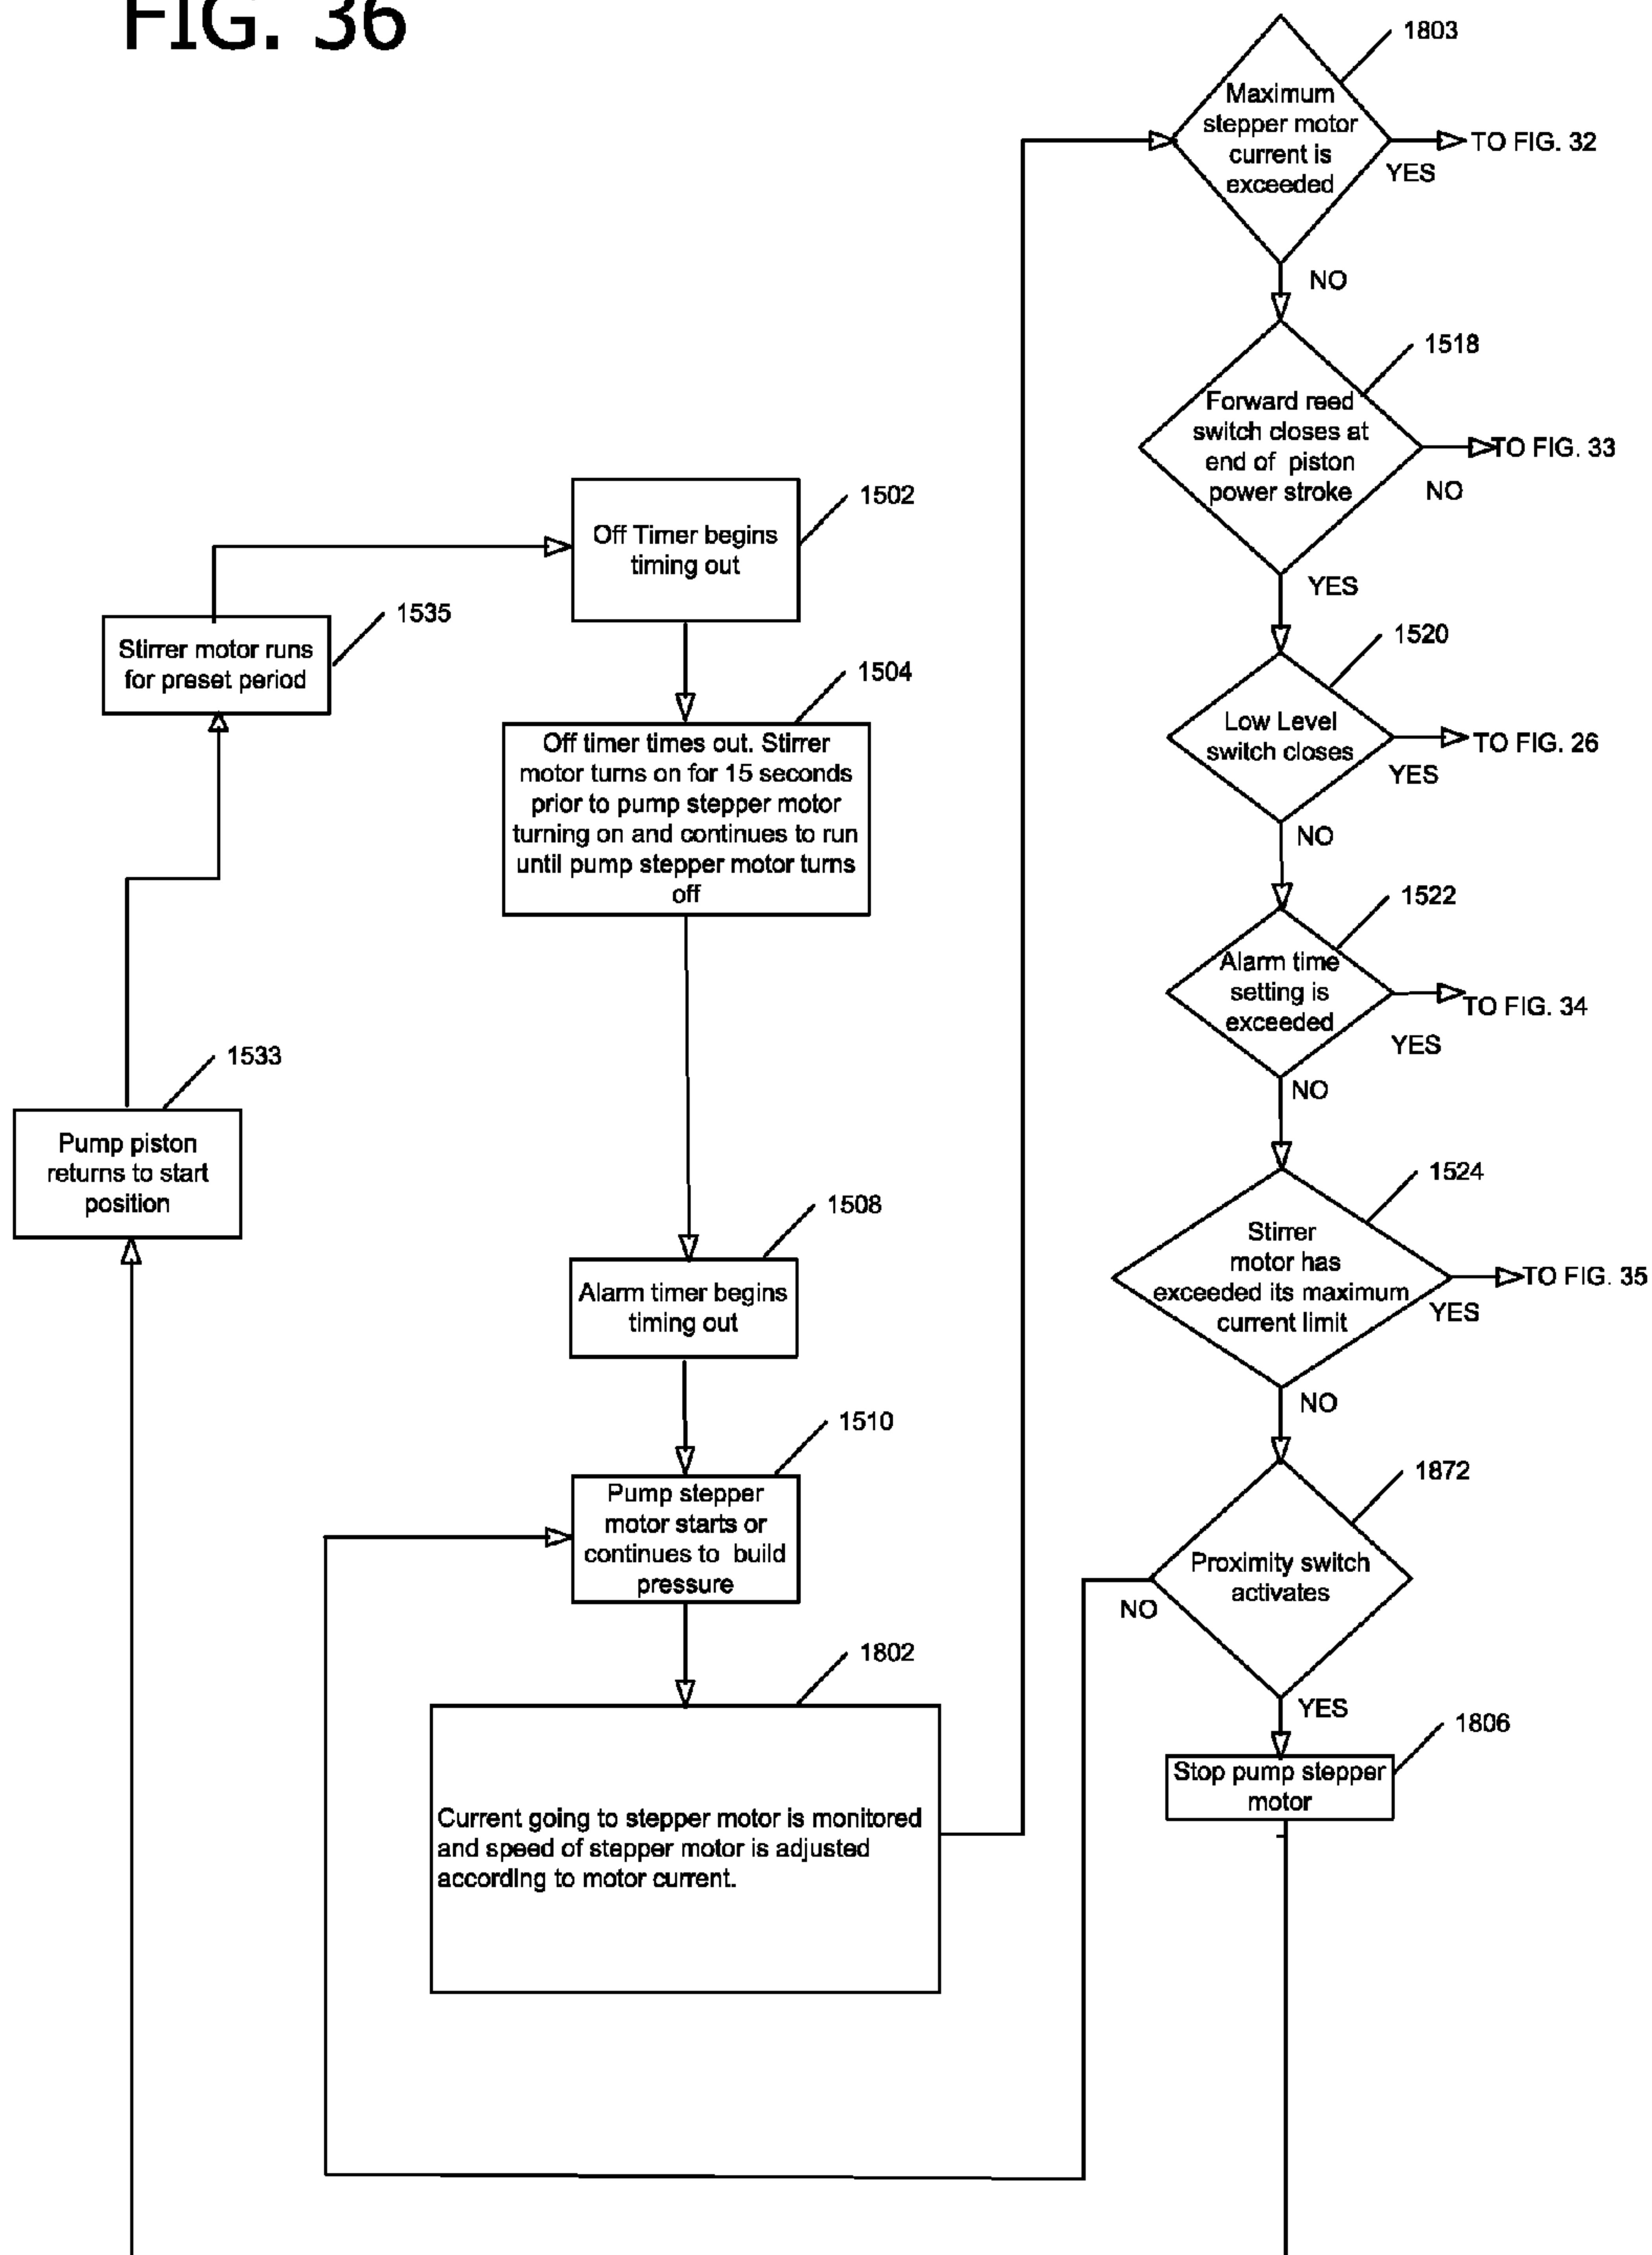 FIG. 36
1803
Maximum
stepper motor
current is
exceeded
TO FIG. 32
YES
NO
1518
Forward reed
switch closes at
end of piston
power stroke
TO FIG. 33
NO
YES
1502
Off Timer begins
timing out
1535
Stirrer motor runs
for preset period
1520
Low Level
switch closes
TO FIG. 26
YES
NO
1504
Off timer times out. Stirrer
motor turns on for 15 seconds
prior to pump stepper motor
turning on and continues to run
until pump stepper motor turns
off
1522
Alarm time
setting is
exceeded
TO FIG. 34
YES
NO
1533
Pump piston
returns to start
position
1508
Alarm timer begins
timing out
1524
Stirrer
motor has
exceeded its maximum
current limit
TO FIG. 35
YES
NO
1510
Pump stepper
motor starts or
continues to build
pressure
1872
Proximity switch
activates
NO
YES
1802
Current going to stepper motor is monitored
and speed of stepper motor is adjusted
according to motor current.
1806
Stop pump stepper
motor